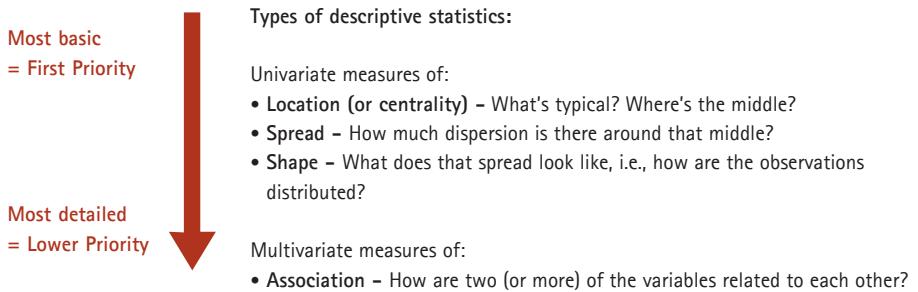 Most basic
= First Priority
Most detailed
= Lower Priority
Types of descriptive statistics:
Univariate measures of:
• Location (or centrality) – What's typical? Where's the middle?
• Spread – How much dispersion is there around that middle?
• Shape – What does that spread look like, i.e., how are the observations
distributed?
Multivariate measures of:
• Association – How are two (or more) of the variables related to each other?